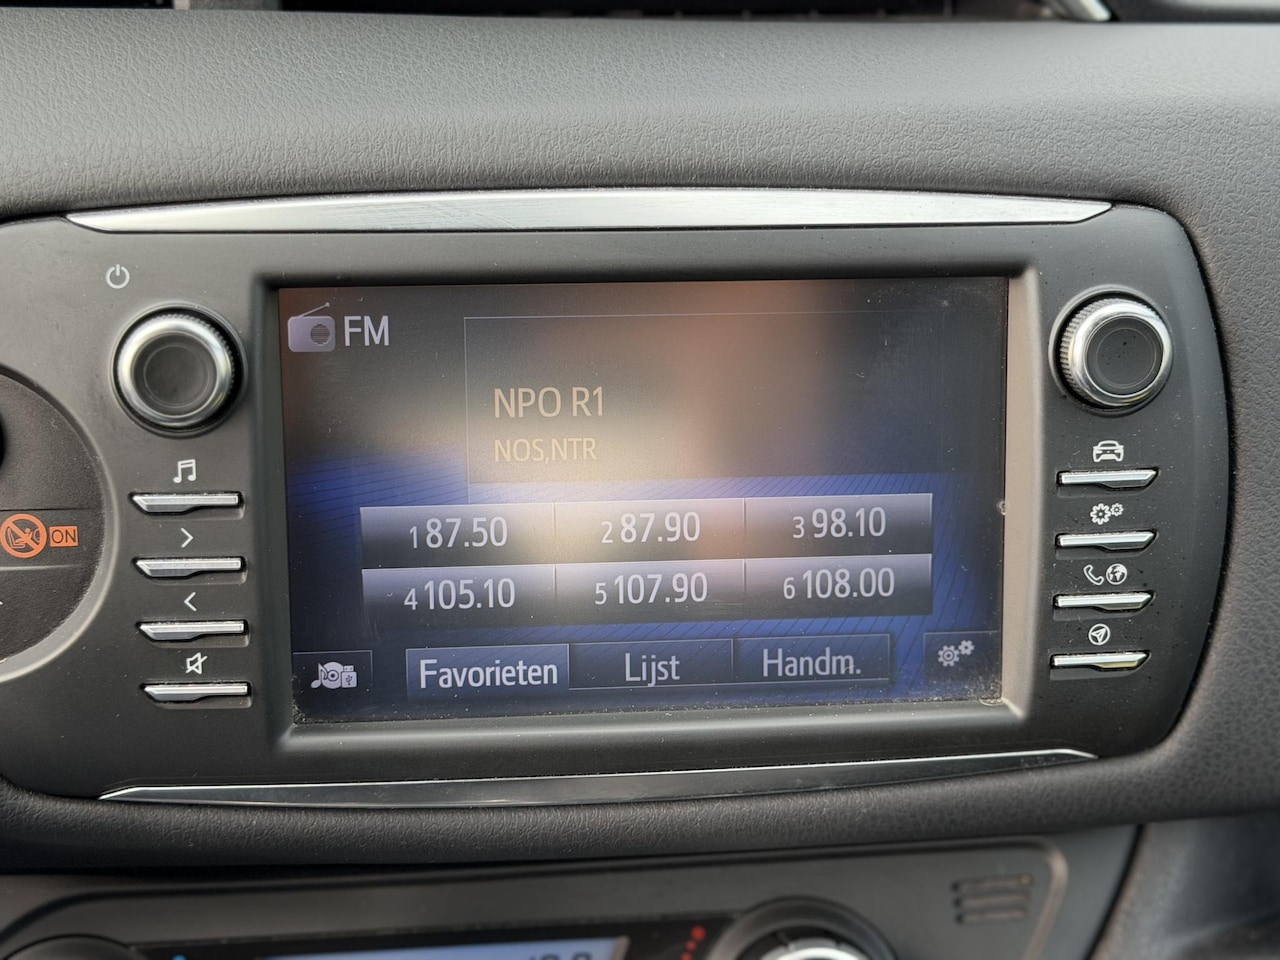 FM
NPO R1
NOS,NTR
1 87.50 2 87.90 3 98.10
4 105.10 5 107.90 6 108.00
Favorieten Lijst Handm.
ON